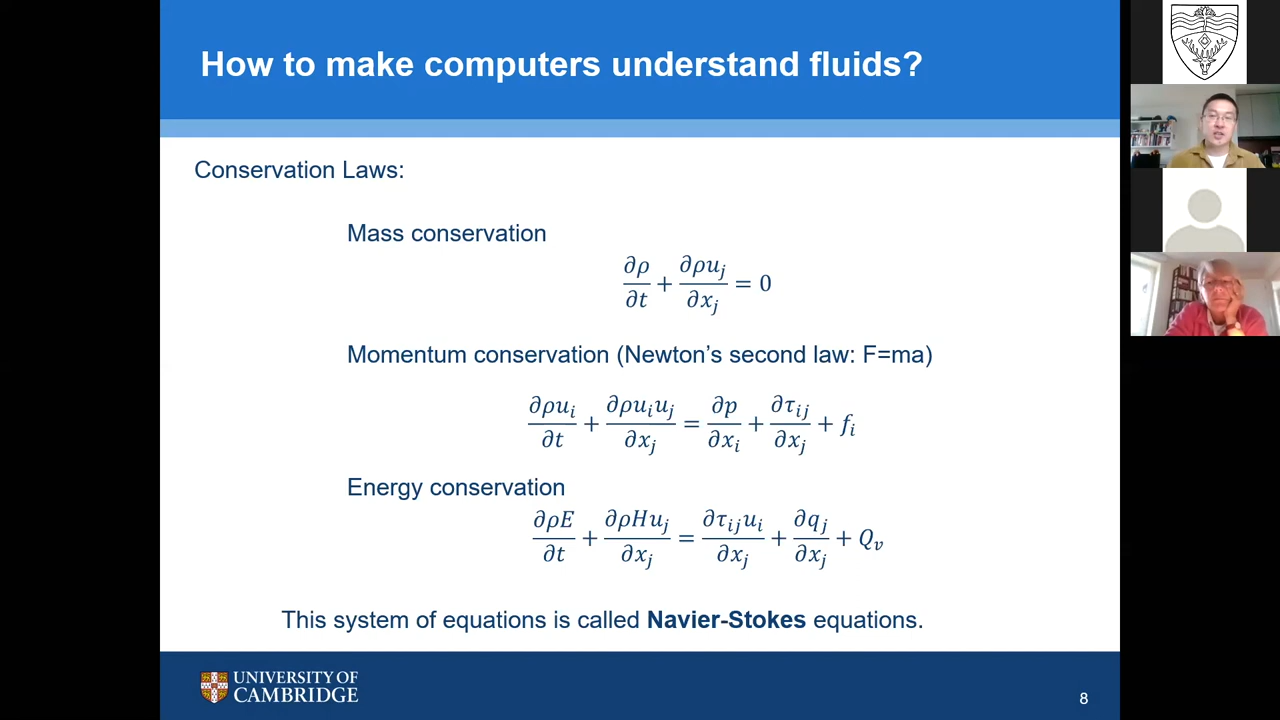 How to make computers understand fluids?
Conservation Laws:
Mass conservation
∂ρ/∂t + ∂ρu_j/∂x_j = 0
Momentum conservation (Newton’s second law: F=ma)
∂ρu_i/∂t + ∂ρu_iu_j/∂x_j = ∂p/∂x_i + ∂τ_ij/∂x_j + f_i
Energy conservation
∂ρE/∂t + ∂ρHu_j/∂x_j = ∂τ_iju_i/∂x_j + ∂q_j/∂x_j + Q_v
This system of equations is called Navier-Stokes equations.
UNIVERSITY OF
CAMBRIDGE
8